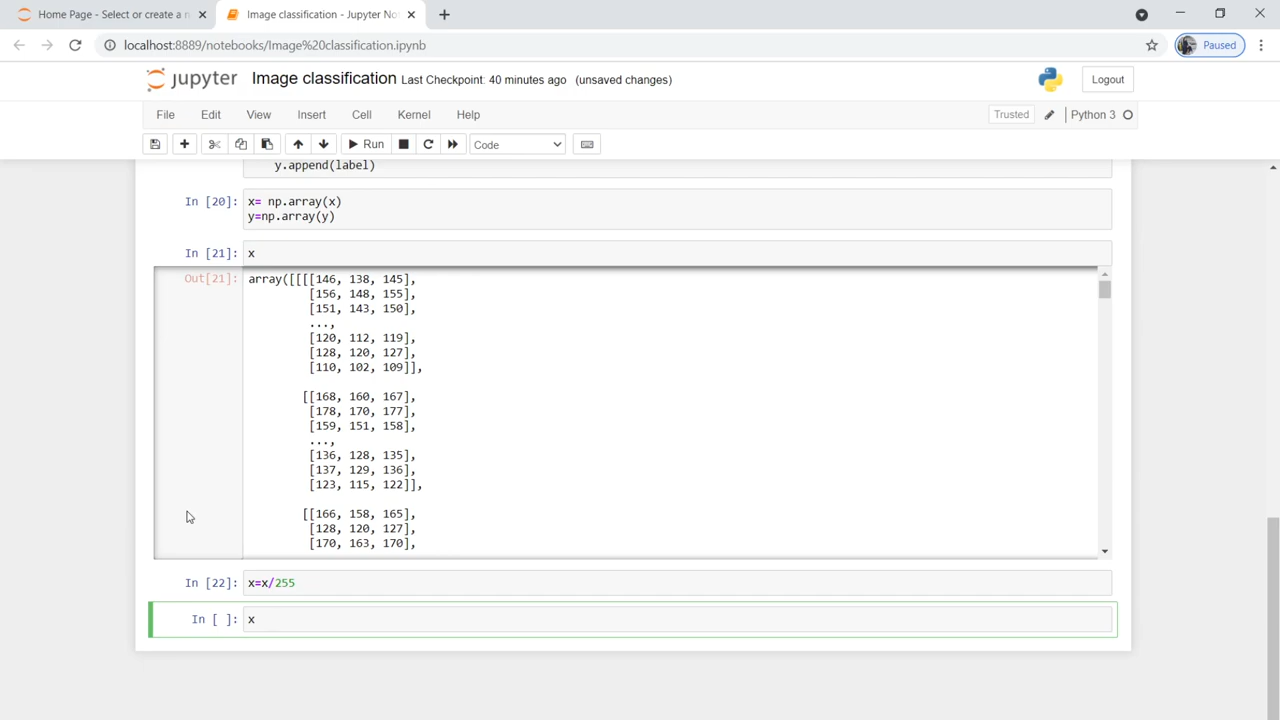 Home Page - Select or create a n
Image classification - Jupyter Not
localhost:8889/notebooks/Image%20classification.ipynb
Paused
jupyter Image classification Last Checkpoint: 40 minutes ago (unsaved changes)
Logout
File Edit View Insert Cell Kernel Help
Trusted
Python 3
Run
Code
y.append(label)
In [20]: x= np.array(x)
y=np.array(y)
In [21]: x
Out[21]: array([[[[146, 138, 145],
[156, 148, 155],
[151, 143, 150],
...,
[120, 112, 119],
[128, 120, 127],
[110, 102, 109]],
[[168, 160, 167],
[178, 170, 177],
[159, 151, 158],
...,
[136, 128, 135],
[137, 129, 136],
[123, 115, 122]],
[[166, 158, 165],
[128, 120, 127],
[170, 163, 170],
In [22]: x=x/255
In [ ]: x